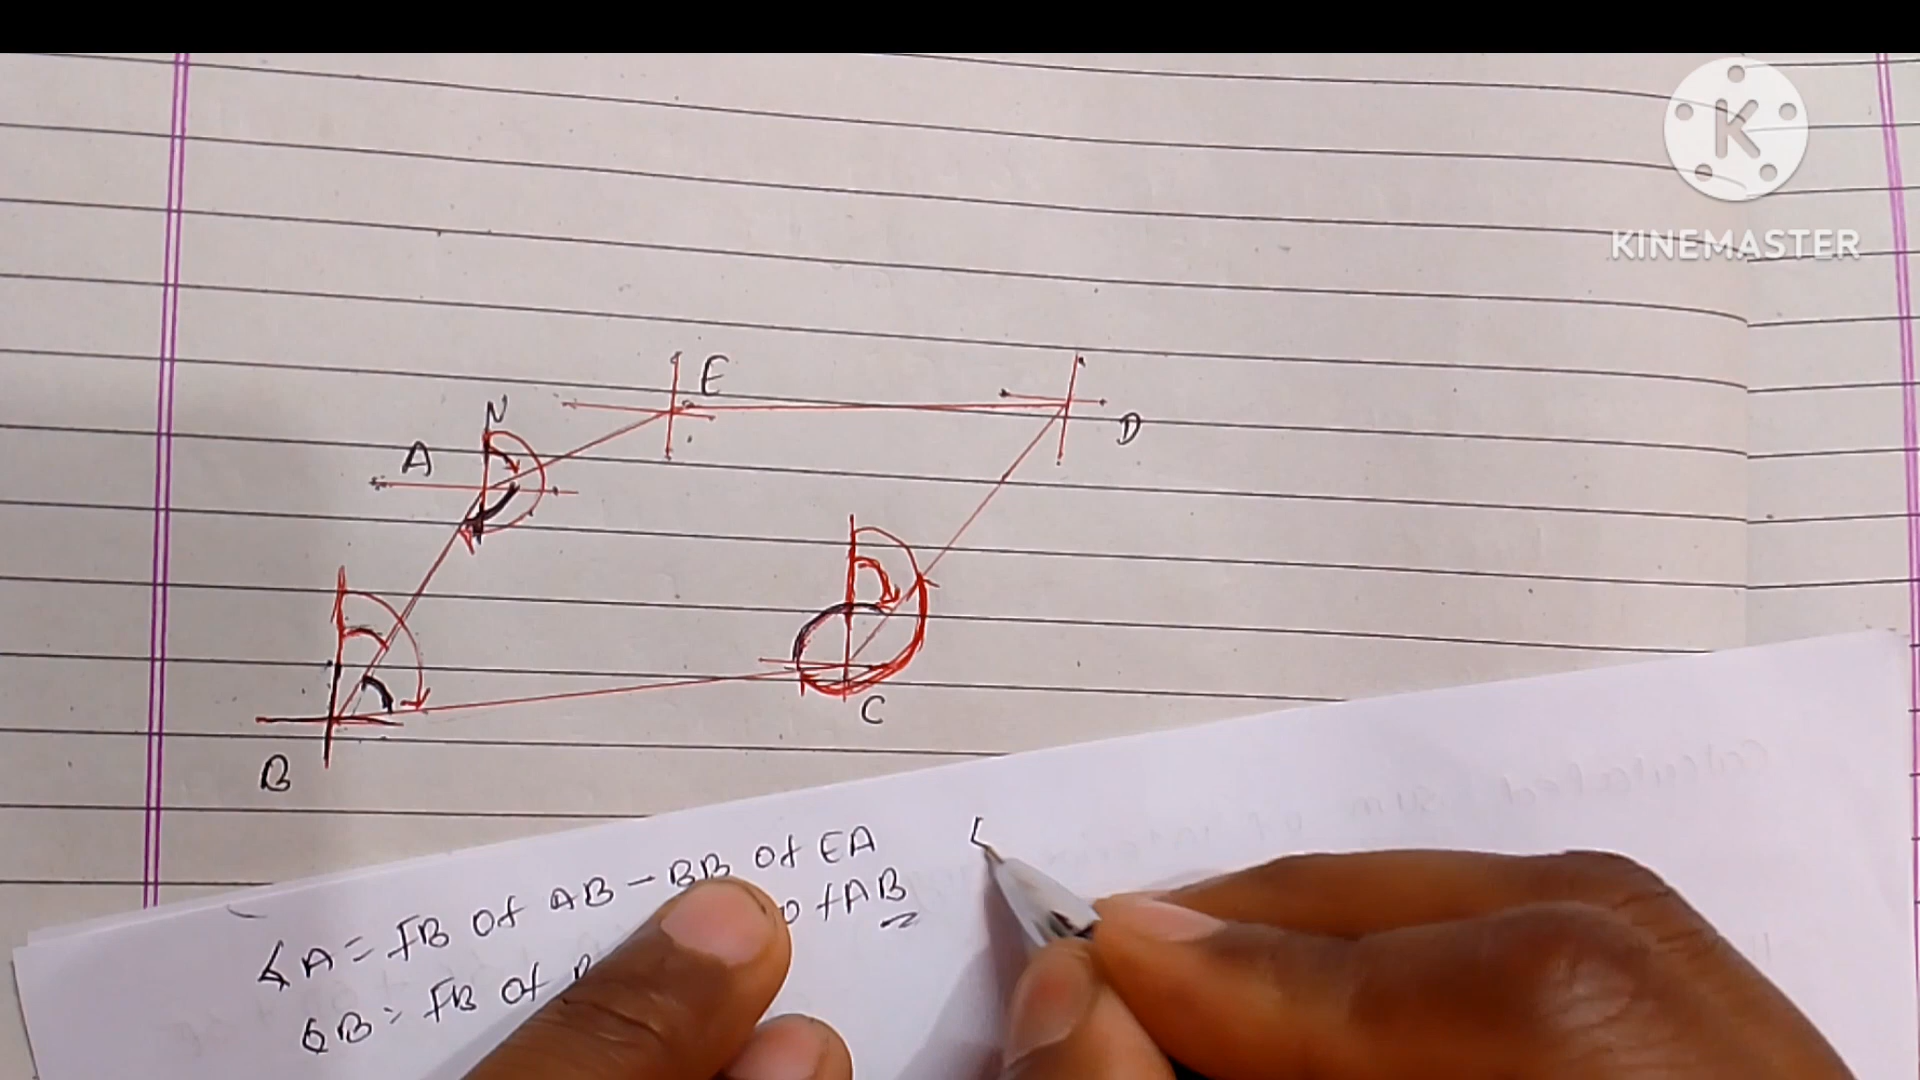 K
KINEMASTER
E
N
A
D
C
B
∡A = FB Of AB - BB Of EA
∡B = FB Of
Of AB